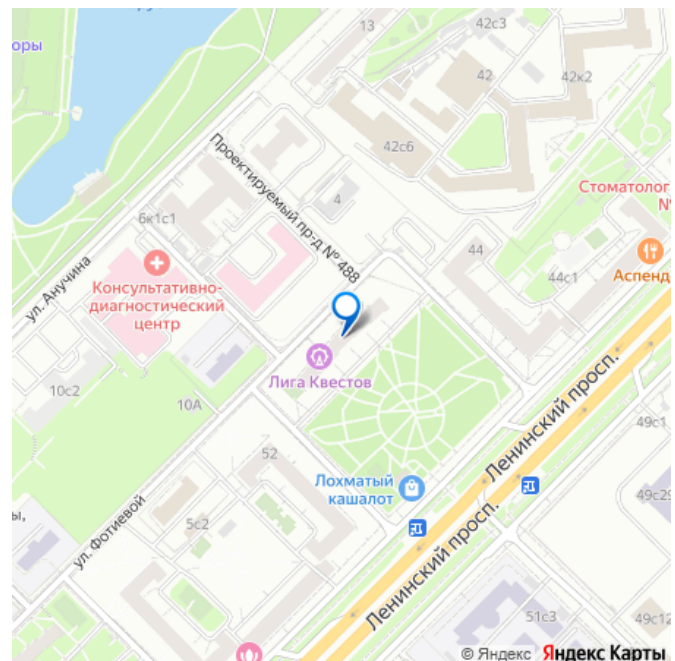 42с3
13
оры
42
42к2
42с6
Проектируемый пр-д № 488
Стоматолог
№
4
6к1с1
44
44с1
Аспенд
ул. Анучина
Консультативно-
диагностический
центр
Лига Квестов
Ленинский просп.
10с2
10А
49с1
52
Лохматый
кашалот
49с29
ы,
5с2
ул. Фотиевой
Ленинский просп.
51с3
49с12
© Яндекс Яндекс Карты